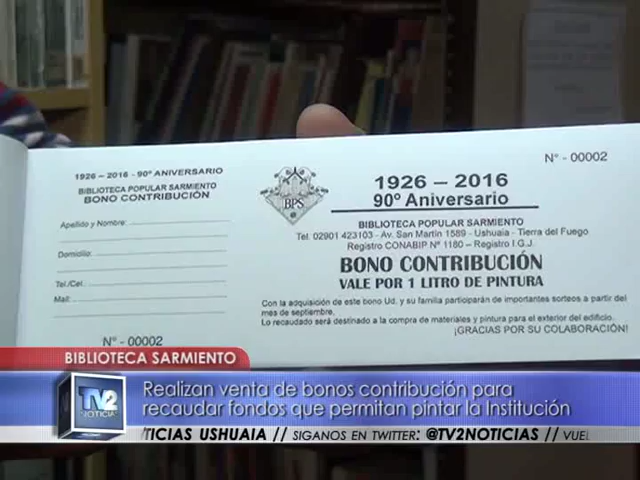 1926 - 2016 - 90º ANIVERSARIO
BIBLIOTECA POPULAR SARMIENTO
BONO CONTRIBUCIÓN
Apellido y Nombre:
Domicilio:
Tel./Cel.
Mail:
Nº - 00002
Nº - 00002
BPS
1926 – 2016
90º Aniversario
BIBLIOTECA POPULAR SARMIENTO
Tel. 02901 423103 - Av. San Martin 1589 - Ushuaia - Tierra del Fuego
Registro CONABIP Nº 1180 – Registro I.G.J.
BONO CONTRIBUCIÓN
VALE POR 1 LITRO DE PINTURA
Con la adquisición de este bono Ud. y su familia participarán de importantes sorteos a partir del
mes de septiembre.
Lo recaudado será destinado a la compra de materiales y pintura para el exterior del edificio.
¡GRACIAS POR SU COLABORACIÓN!
BIBLIOTECA SARMIENTO
TV2
NOTICIAS
Realizan venta de bonos contribución para
recaudar fondos que permitan pintar la Institución
TICIAS USHUAIA // SIGANOS EN TWITTER: @TV2NOTICIAS // VUEL